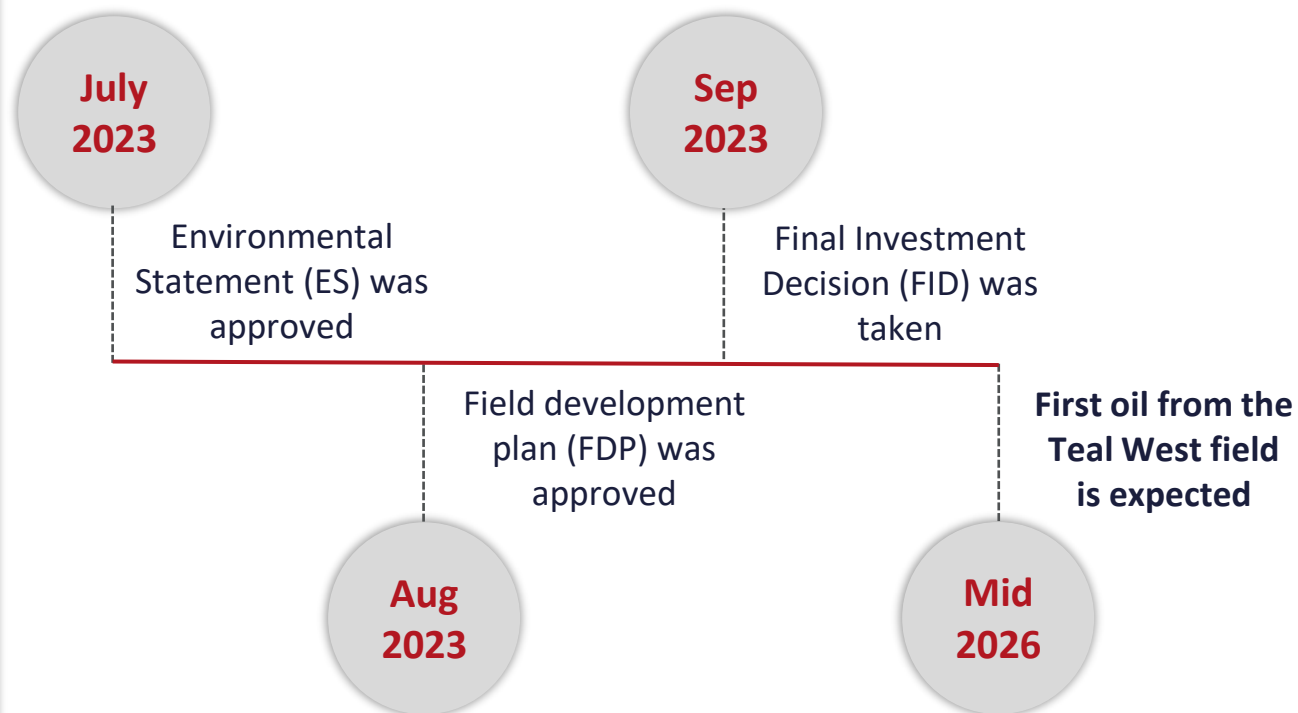 July
2023
Environmental
Statement (ES) was
approved
Aug
2023
Field development
plan (FDP) was
approved
Sep
2023
Final Investment
Decision (FID) was
taken
Mid
2026
First oil from the
Teal West field
is expected